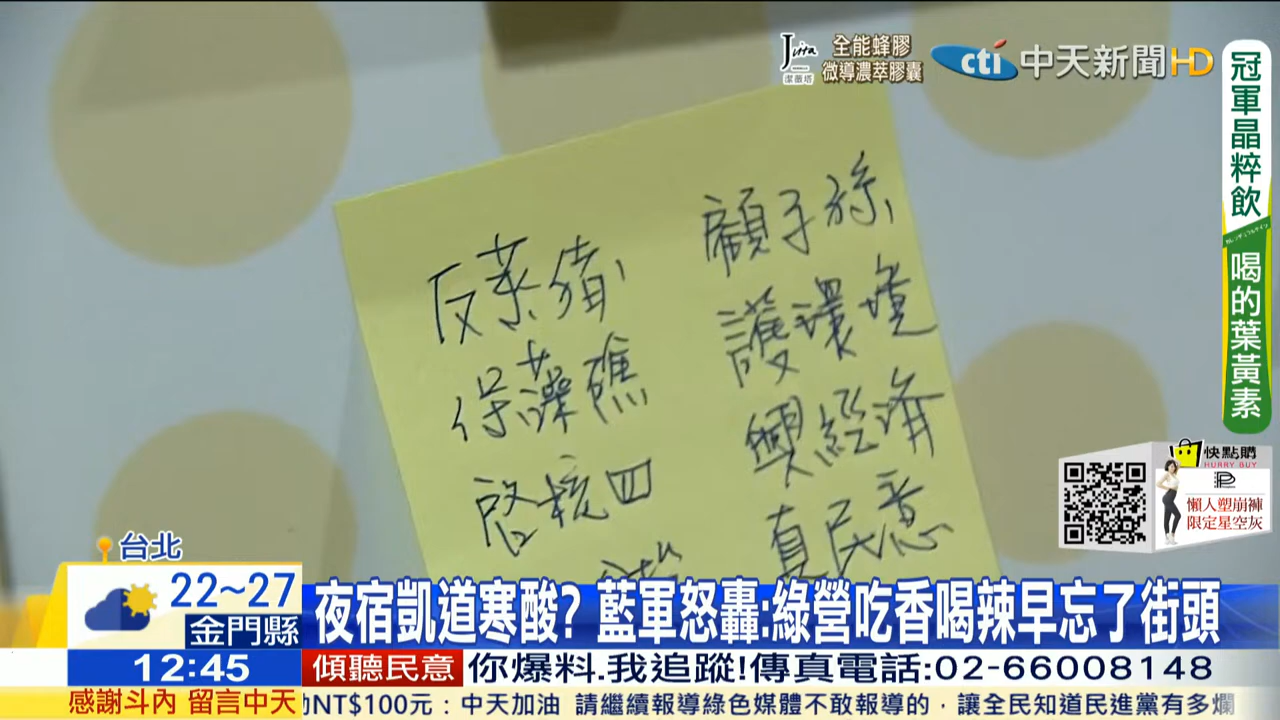 Jvita
潔薇塔
全能蜂膠
微導濃萃膠囊
cti 中天新聞HD
冠軍晶粹飲
喝的葉黃素
反萊豬,
保藻礁
啓核四
顧子孫,
護環境
興經濟
真民意
快點購
HURRY BUY
懶人塑崩褲
限定星空灰
台北
22~27
金門縣
12:45
夜宿凱道寒酸? 藍軍怒轟:綠營吃香喝辣早忘了街頭
傾聽民意 你爆料.我追蹤!傳真電話:02-66008148
感謝斗內 留言中天 NT$100元：中天加油 請繼續報導綠色媒體不敢報導的，讓全民知道民進黨有多爛